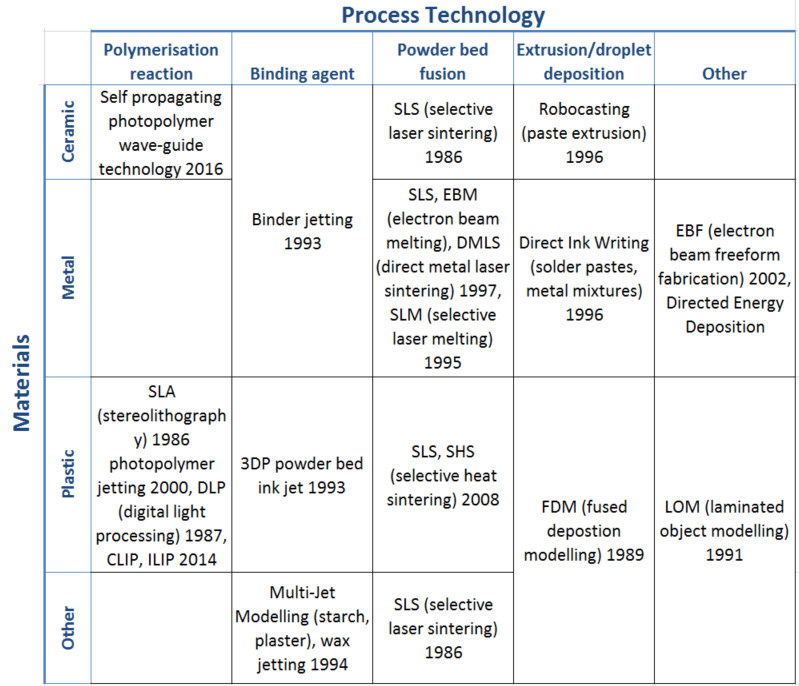 Process Technology
Polymerisation
reaction
Binding agent
Powder bed
fusion
Extrusion/droplet
deposition
Other
Materials
Ceramic
Self propagating
photopolymer
wave-guide
technology 2016
Binder jetting
1993
SLS (selective
laser sintering)
1986
Robocasting
(paste extrusion)
1996
Metal
SLS, EBM
(electron beam
melting), DMLS
(direct metal laser
sintering) 1997,
SLM (selective
laser melting)
1995
Direct Ink Writing
(solder pastes,
metal mixtures)
1996
EBF (electron
beam freeform
fabrication) 2002,
Directed Energy
Deposition
Plastic
SLA
(stereolithograph
y) 1986
photopolymer
jetting 2000, DLP
(digital light
processing) 1987,
CLIP, ILIP 2014
3DP powder bed
ink jet 1993
SLS, SHS
(selective heat
sintering) 2008
FDM (fused
depostion
modelling) 1989
LOM (laminated
object modelling)
1991
Other
Multi-Jet
Modelling (starch,
plaster), wax
jetting 1994
SLS (selective
laser sintering)
1986